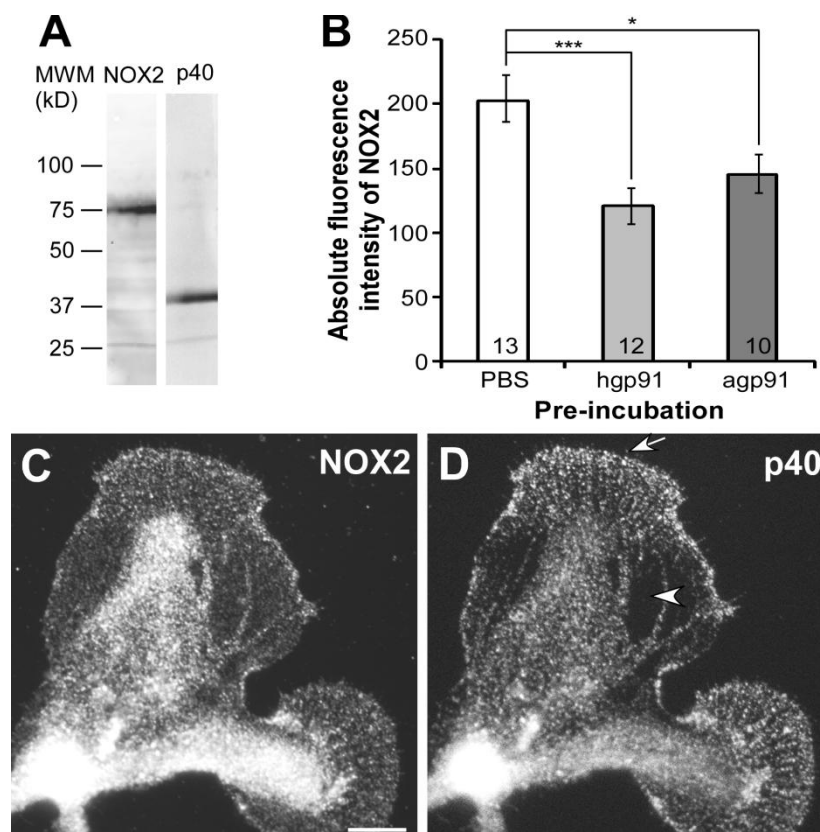 A
MWM NOX2 p40
(kD)
100
75
50
37
25
B
Absolute fluorescence
intensity of NOX2
250
200
150
100
50
0
*
***
13
12
10
PBS
hgp91
agp91
Pre-incubation
C
NOX2
D
p40